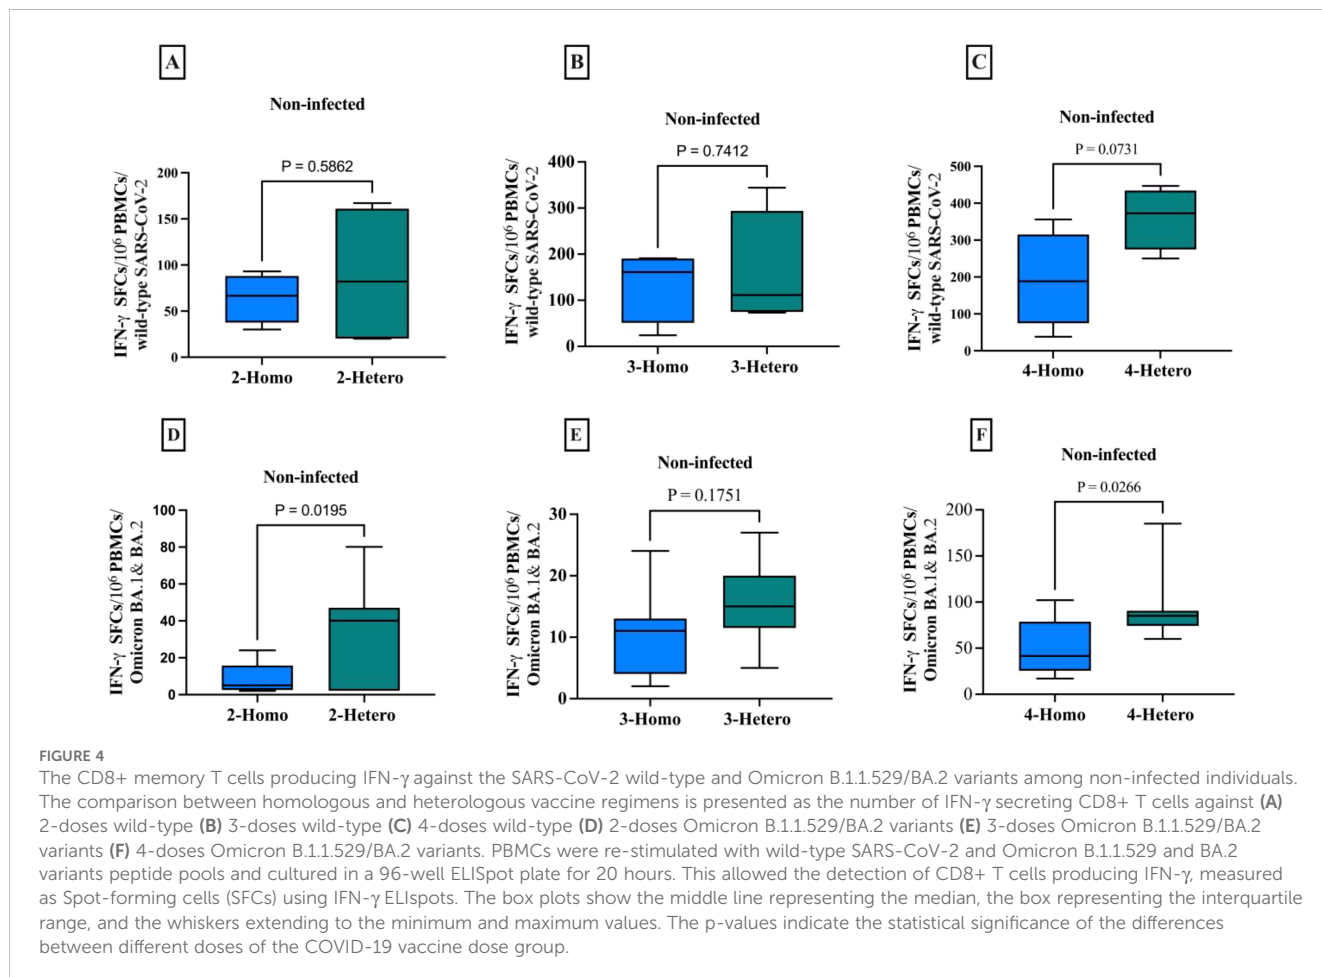 A
Non-infected
P = 0.5862
IFN-γ SFCs/10⁶ PBMCs/
wild-type SARS-CoV-2
200
150
100
50
0
2-Homo
2-Hetero
B
Non-infected
P = 0.7412
IFN-γ SFCs/10⁶ PBMCs/
wild-type SARS-CoV-2
400
300
200
100
0
3-Homo
3-Hetero
C
Non-infected
P = 0.0731
IFN-γ SFCs/10⁶ PBMCs/
wild-type SARS-CoV-2
500
400
300
200
100
0
4-Homo
4-Hetero
D
Non-infected
P = 0.0195
IFN-γ SFCs/10⁶ PBMCs/
Omicron BA.1& BA.2
100
80
60
40
20
0
2-Homo
2-Hetero
E
Non-infected
P = 0.1751
IFN-γ SFCs/10⁶ PBMCs/
Omicron BA.1& BA.2
30
20
10
0
3-Homo
3-Hetero
F
Non-infected
P = 0.0266
IFN-γ SFCs/10⁶ PBMCs/
Omicron BA.1& BA.2
200
150
100
50
0
4-Homo
4-Hetero
FIGURE 4
The CD8+ memory T cells producing IFN-γ against the SARS-CoV-2 wild-type and Omicron B.1.1.529/BA.2 variants among non-infected individuals.
The comparison between homologous and heterologous vaccine regimens is presented as the number of IFN-γ secreting CD8+ T cells against (A)
2-doses wild-type (B) 3-doses wild-type (C) 4-doses wild-type (D) 2-doses Omicron B.1.1.529/BA.2 variants (E) 3-doses Omicron B.1.1.529/BA.2
variants (F) 4-doses Omicron B.1.1.529/BA.2 variants. PBMCs were re-stimulated with wild-type SARS-CoV-2 and Omicron B.1.1.529 and BA.2
variants peptide pools and cultured in a 96-well ELISpot plate for 20 hours. This allowed the detection of CD8+ T cells producing IFN-γ, measured
as Spot-forming cells (SFCs) using IFN-γ ELIspots. The box plots show the middle line representing the median, the box representing the interquartile
range, and the whiskers extending to the minimum and maximum values. The p-values indicate the statistical significance of the differences
between different doses of the COVID-19 vaccine dose group.